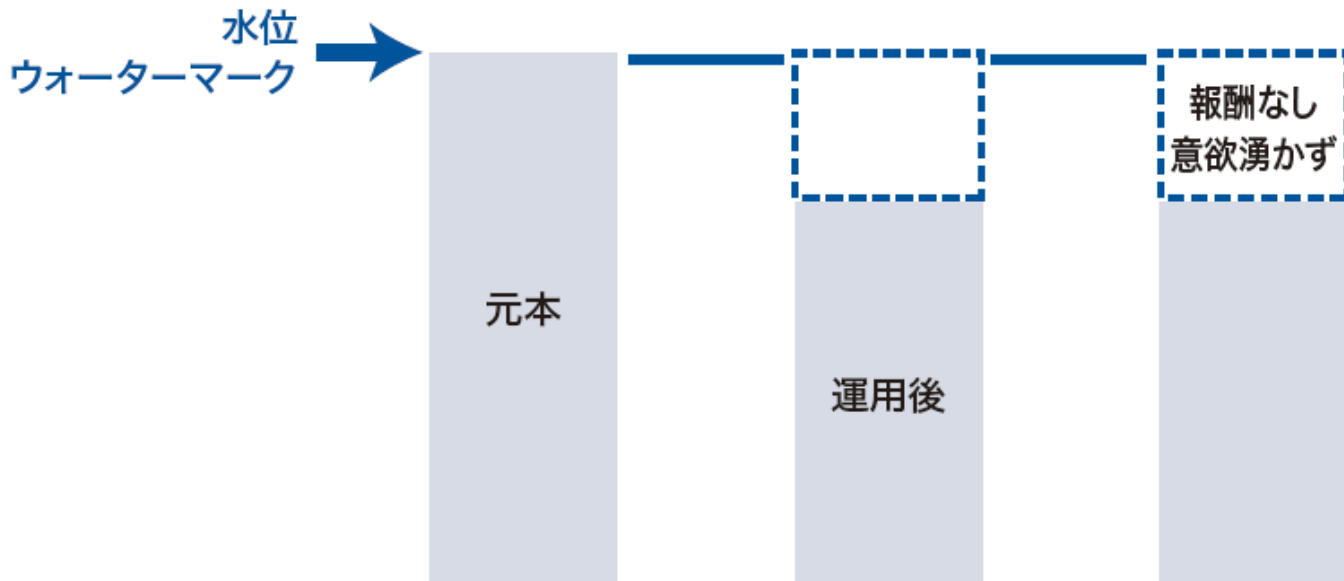 水位
ウォーターマーク
報酬なし
意欲湧かず
元本
運用後